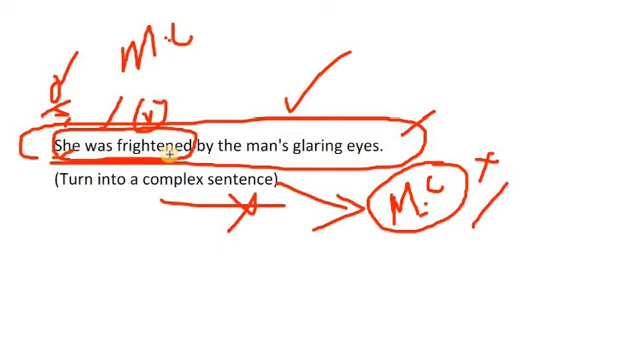 M.C
(V)
She was frightened by the man's glaring eyes.
(Turn into a complex sentence)
M.C +